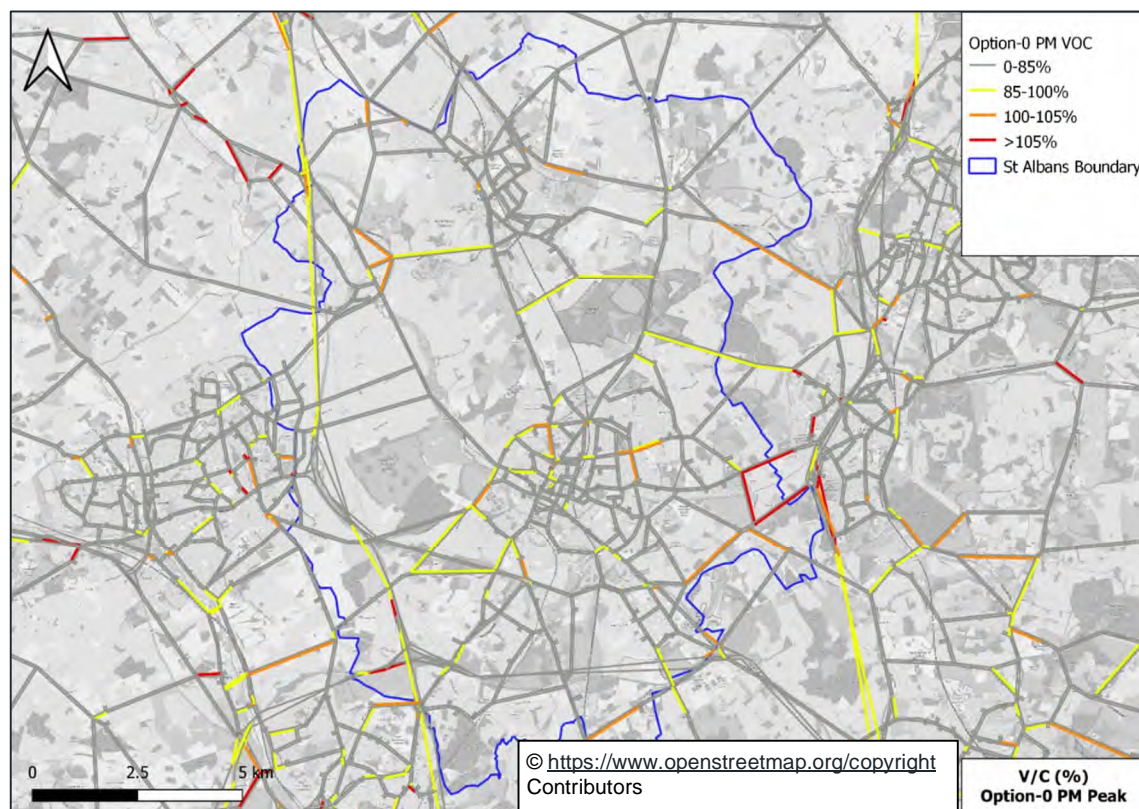 Option-0 PM VOC
0-85%
85-100%
100-105%
>105%
St Albans Boundary
0 2.5 5 km
© https://www.openstreetmap.org/copyright
Contributors
V/C (%)
Option-0 PM Peak